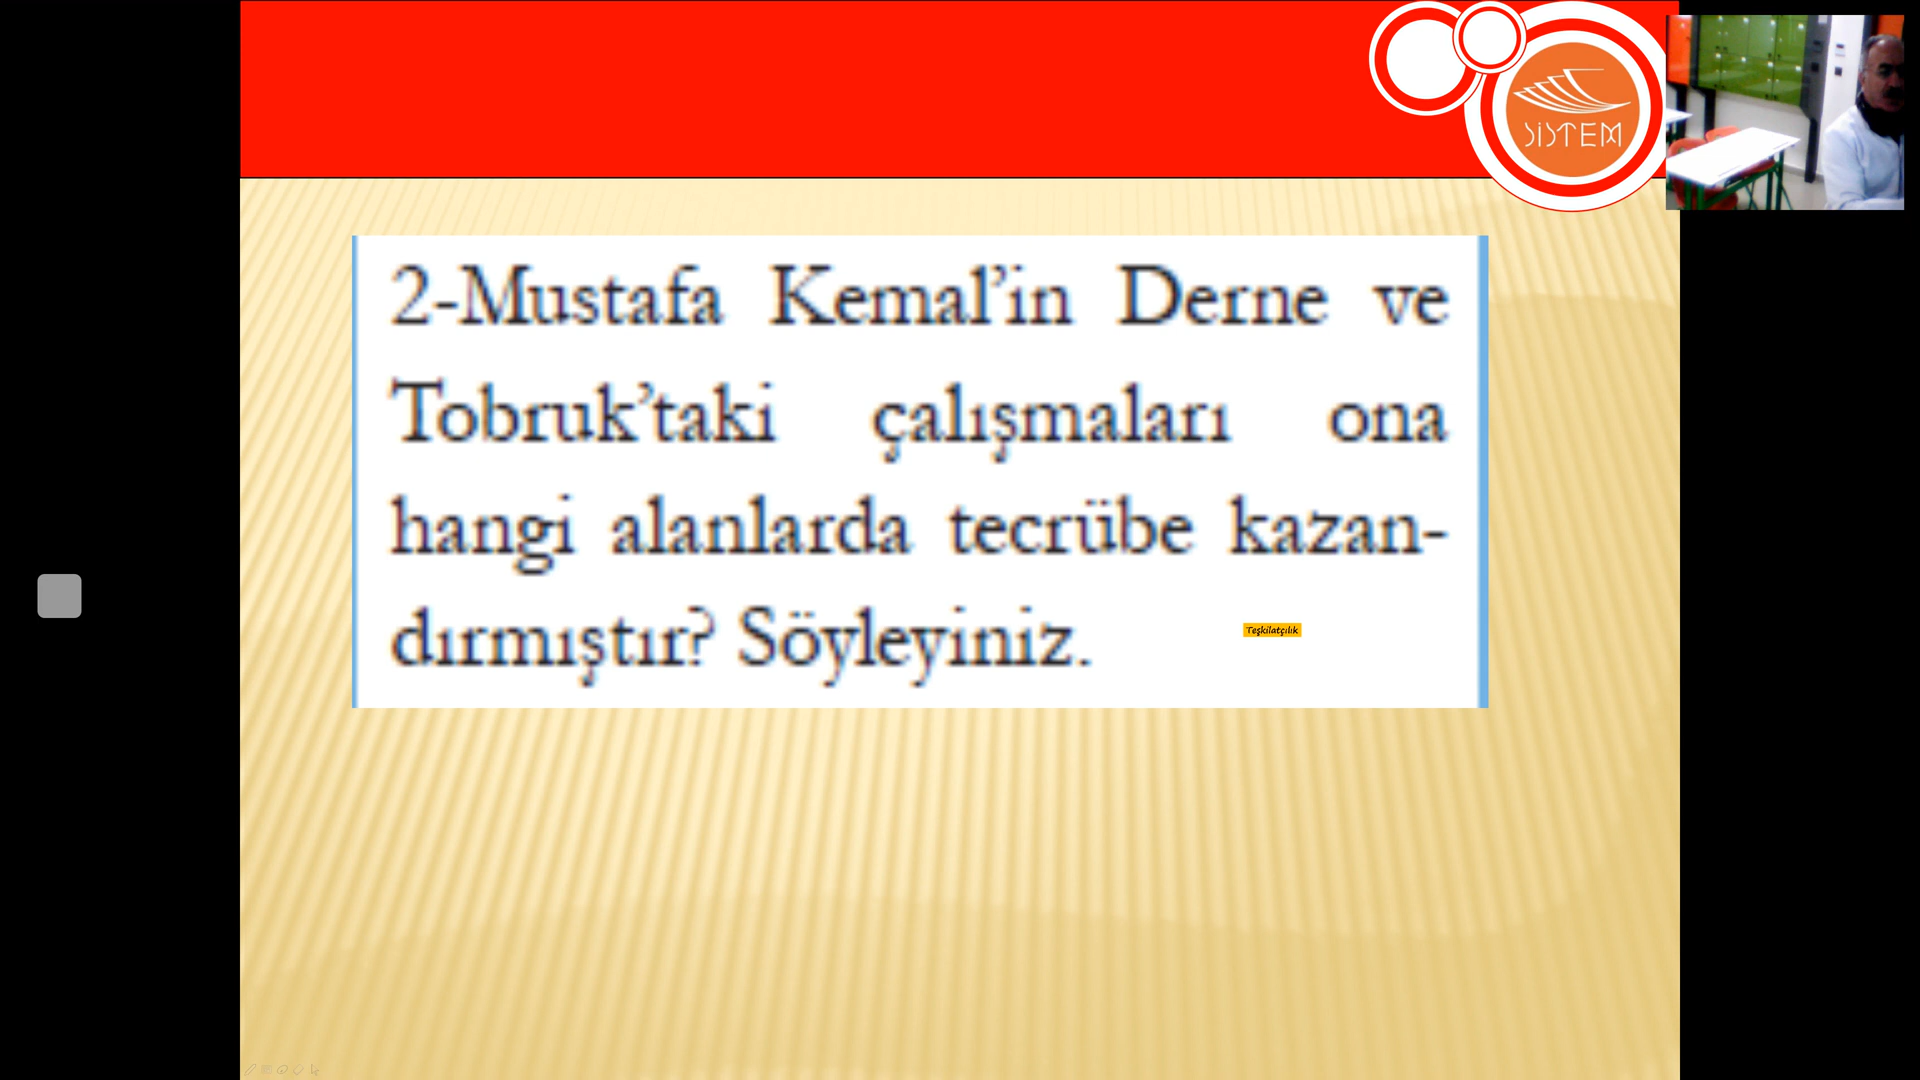 SİSTEM
2-Mustafa Kemal’in Derne ve
Tobruk’taki çalışmaları ona
hangi alanlarda tecrübe kazan-
dırmıştır? Söyleyiniz.
Teşkilatçılık